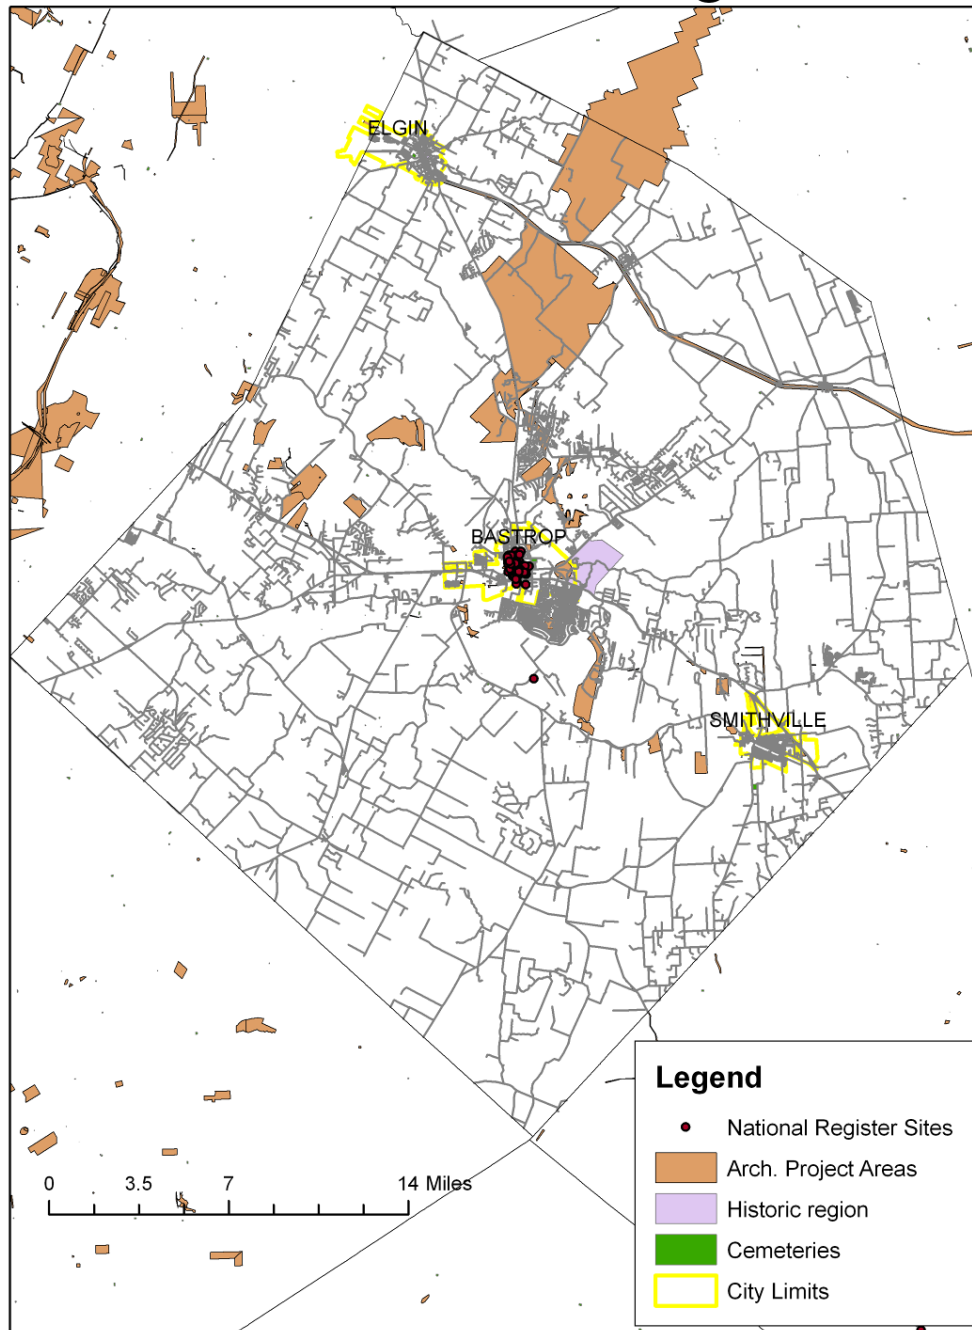 ELGIN
BASTROP
SMITHVILLE
Legend
National Register Sites
Arch. Project Areas
Historic region
Cemeteries
City Limits
0 3.5 7 14 Miles